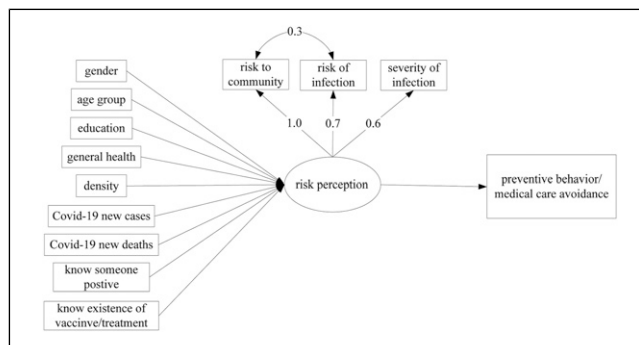 0.3
risk to
community
risk of
infection
severity of
infection
1.0
0.7
0.6
gender
age group
education
general health
density
Covid-19 new cases
Covid-19 new deaths
know someone
postive
know existence of
vaccinve/treatment
risk perception
preventive behavior/
medical care avoidance